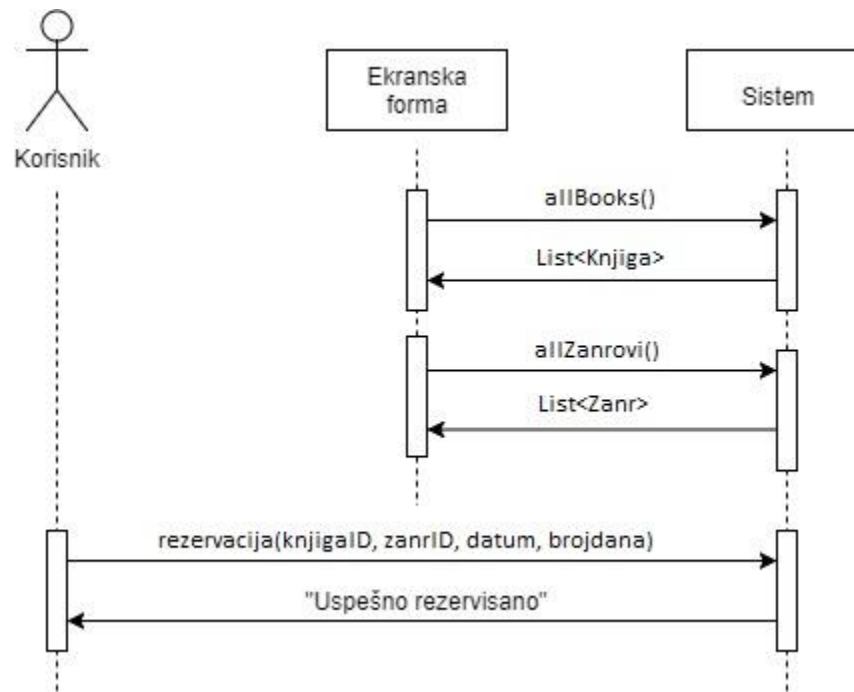 Ekranska
forma
Sistem
Korisnik
allBooks()
List<Knjiga>
allZanrovi()
List<Zanr>
rezervacija(knjigaID, zanrID, datum, brojdana)
"Uspešno rezervisano"